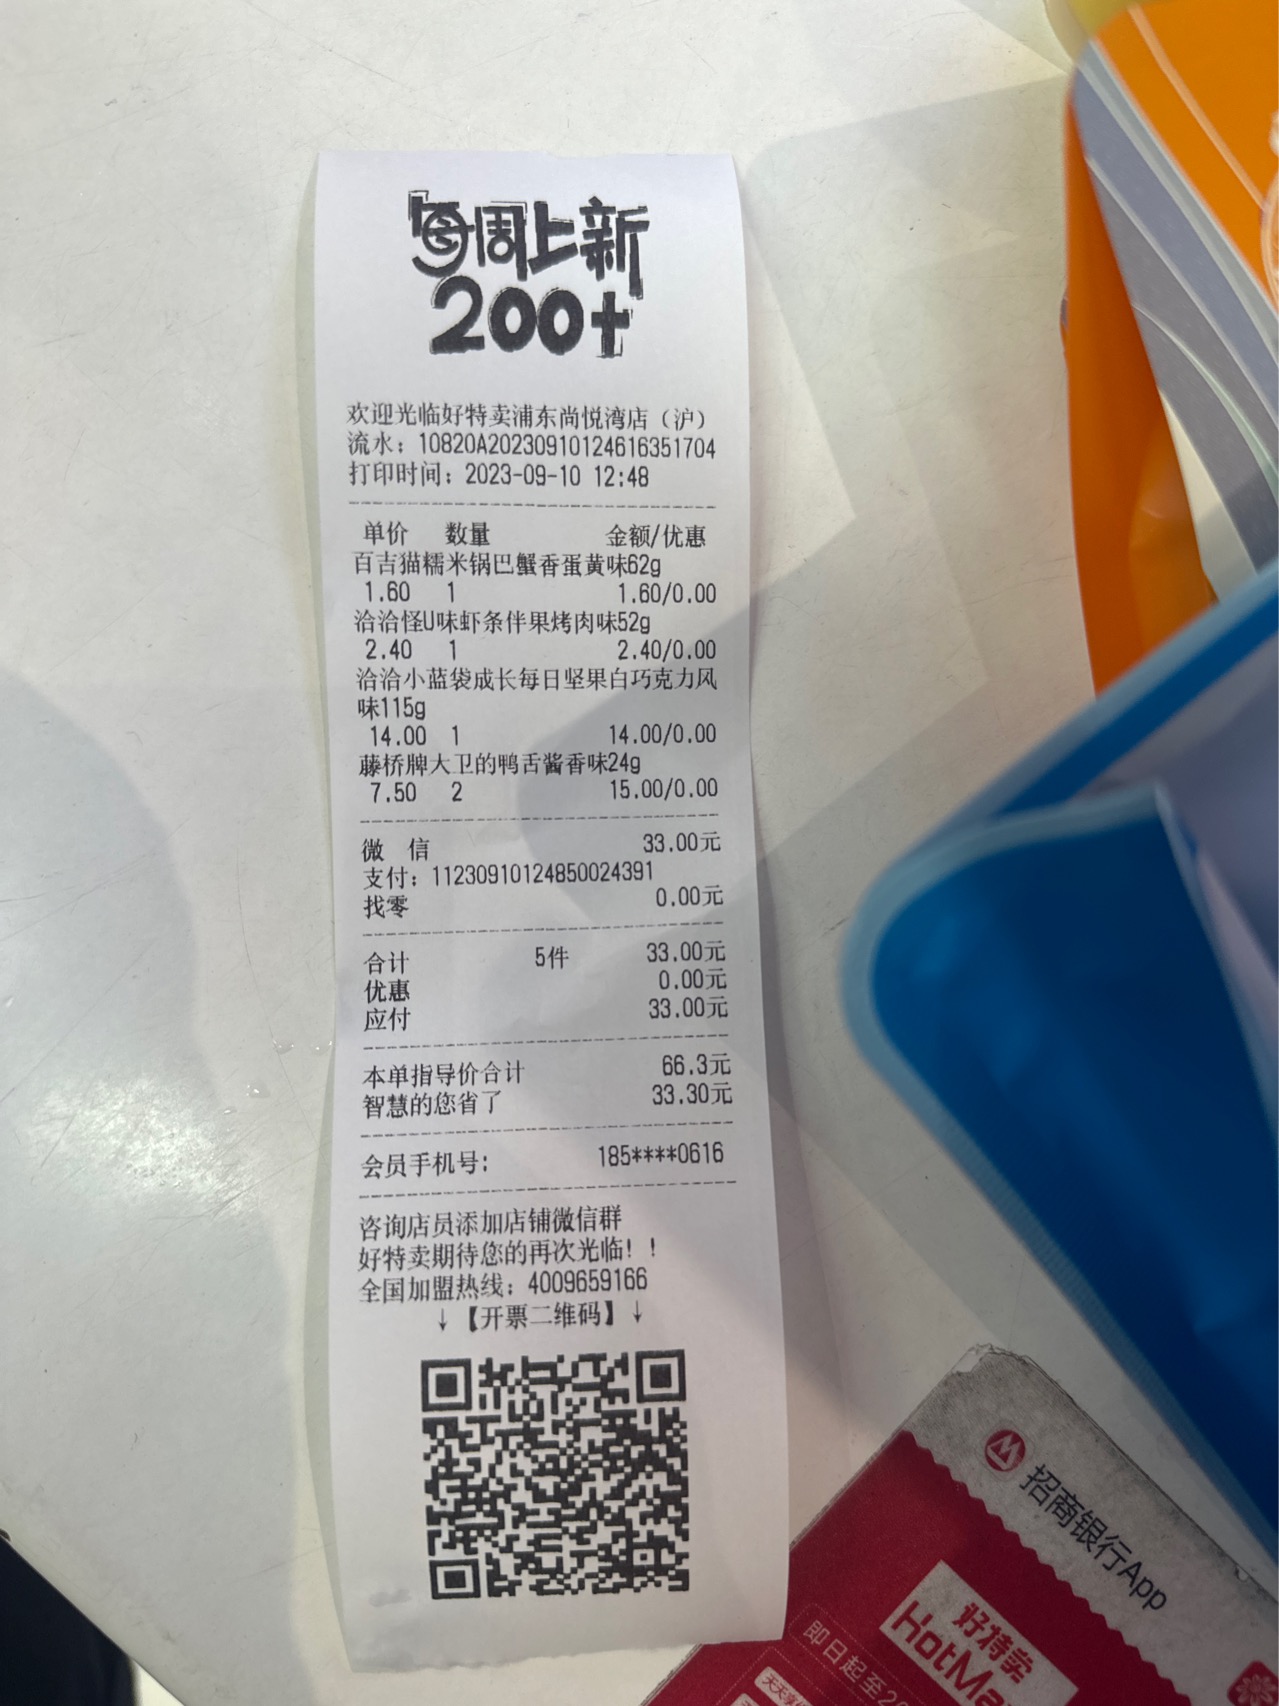 每周上新
200+
欢迎光临好特卖浦东尚悦湾店（沪）
流水：10820A20230910124616351704
打印时间：2023-09-10 12:48
单价 数量 金额/优惠
百吉猫糯米锅巴蟹香蛋黄味62g
1.60 1 1.60/0.00
洽洽怪U味虾条伴果烤肉味52g
2.40 1 2.40/0.00
洽洽小蓝袋成长每日坚果白巧克力风
味115g
14.00 1 14.00/0.00
藤桥牌大卫的鸭舌酱香味24g
7.50 2 15.00/0.00
微 信 33.00元
支付：11230910124850024391
找零 0.00元
合计 5件 33.00元
优惠 0.00元
应付 33.00元
本单指导价合计 66.3元
智慧的您省了 33.30元
会员手机号: 185****0616
咨询店员添加店铺微信群
好特卖期待您的再次光临！！
全国加盟热线：4009659166
↓【开票二维码】↓
招商银行App
好特卖
HotMa
即日起至20